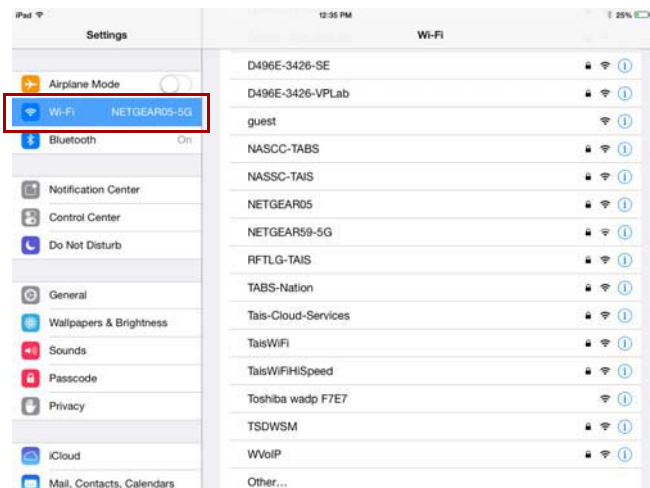 iPad 12:35 PM 25%
Settings
Wi-Fi
Airplane Mode
Wi-Fi NETGEAR05-5G
Bluetooth On
Notification Center
Control Center
Do Not Disturb
General
Wallpapers & Brightness
Sounds
Passcode
Privacy
iCloud
Mail, Contacts, Calendars
D496E-3426-SE
D496E-3426-VPLab
guest
NASCC-TABS
NASSC-TAIS
NETGEAR05
NETGEAR59-5G
RFTLG-TAIS
TABS-Nation
Tais-Cloud-Services
TaisWiFi
TaisWiFiHiSpeed
Toshiba wadp F7E7
TSDWSM
WVoIP
Other...